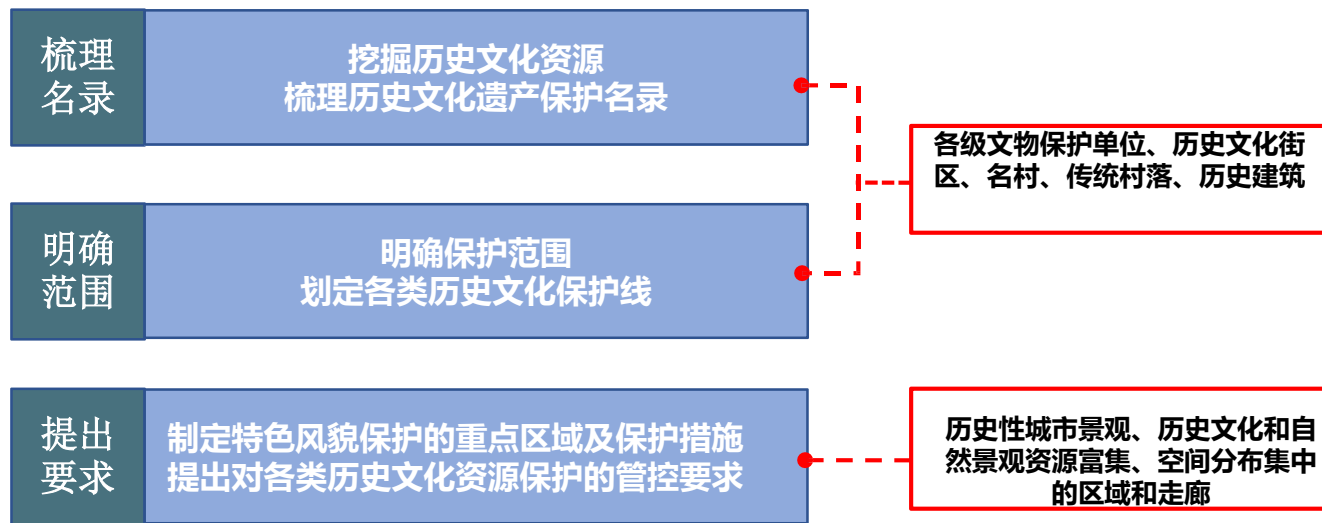 梳理
名录
挖掘历史文化资源
梳理历史文化遗产保护名录
各级文物保护单位、历史文化街
区、名村、传统村落、历史建筑
明确
范围
明确保护范围
划定各类历史文化保护线
提出
要求
制定特色风貌保护的重点区域及保护措施
提出对各类历史文化资源保护的管控要求
历史性城市景观、历史文化和自
然景观资源富集、空间分布集中
的区域和走廊